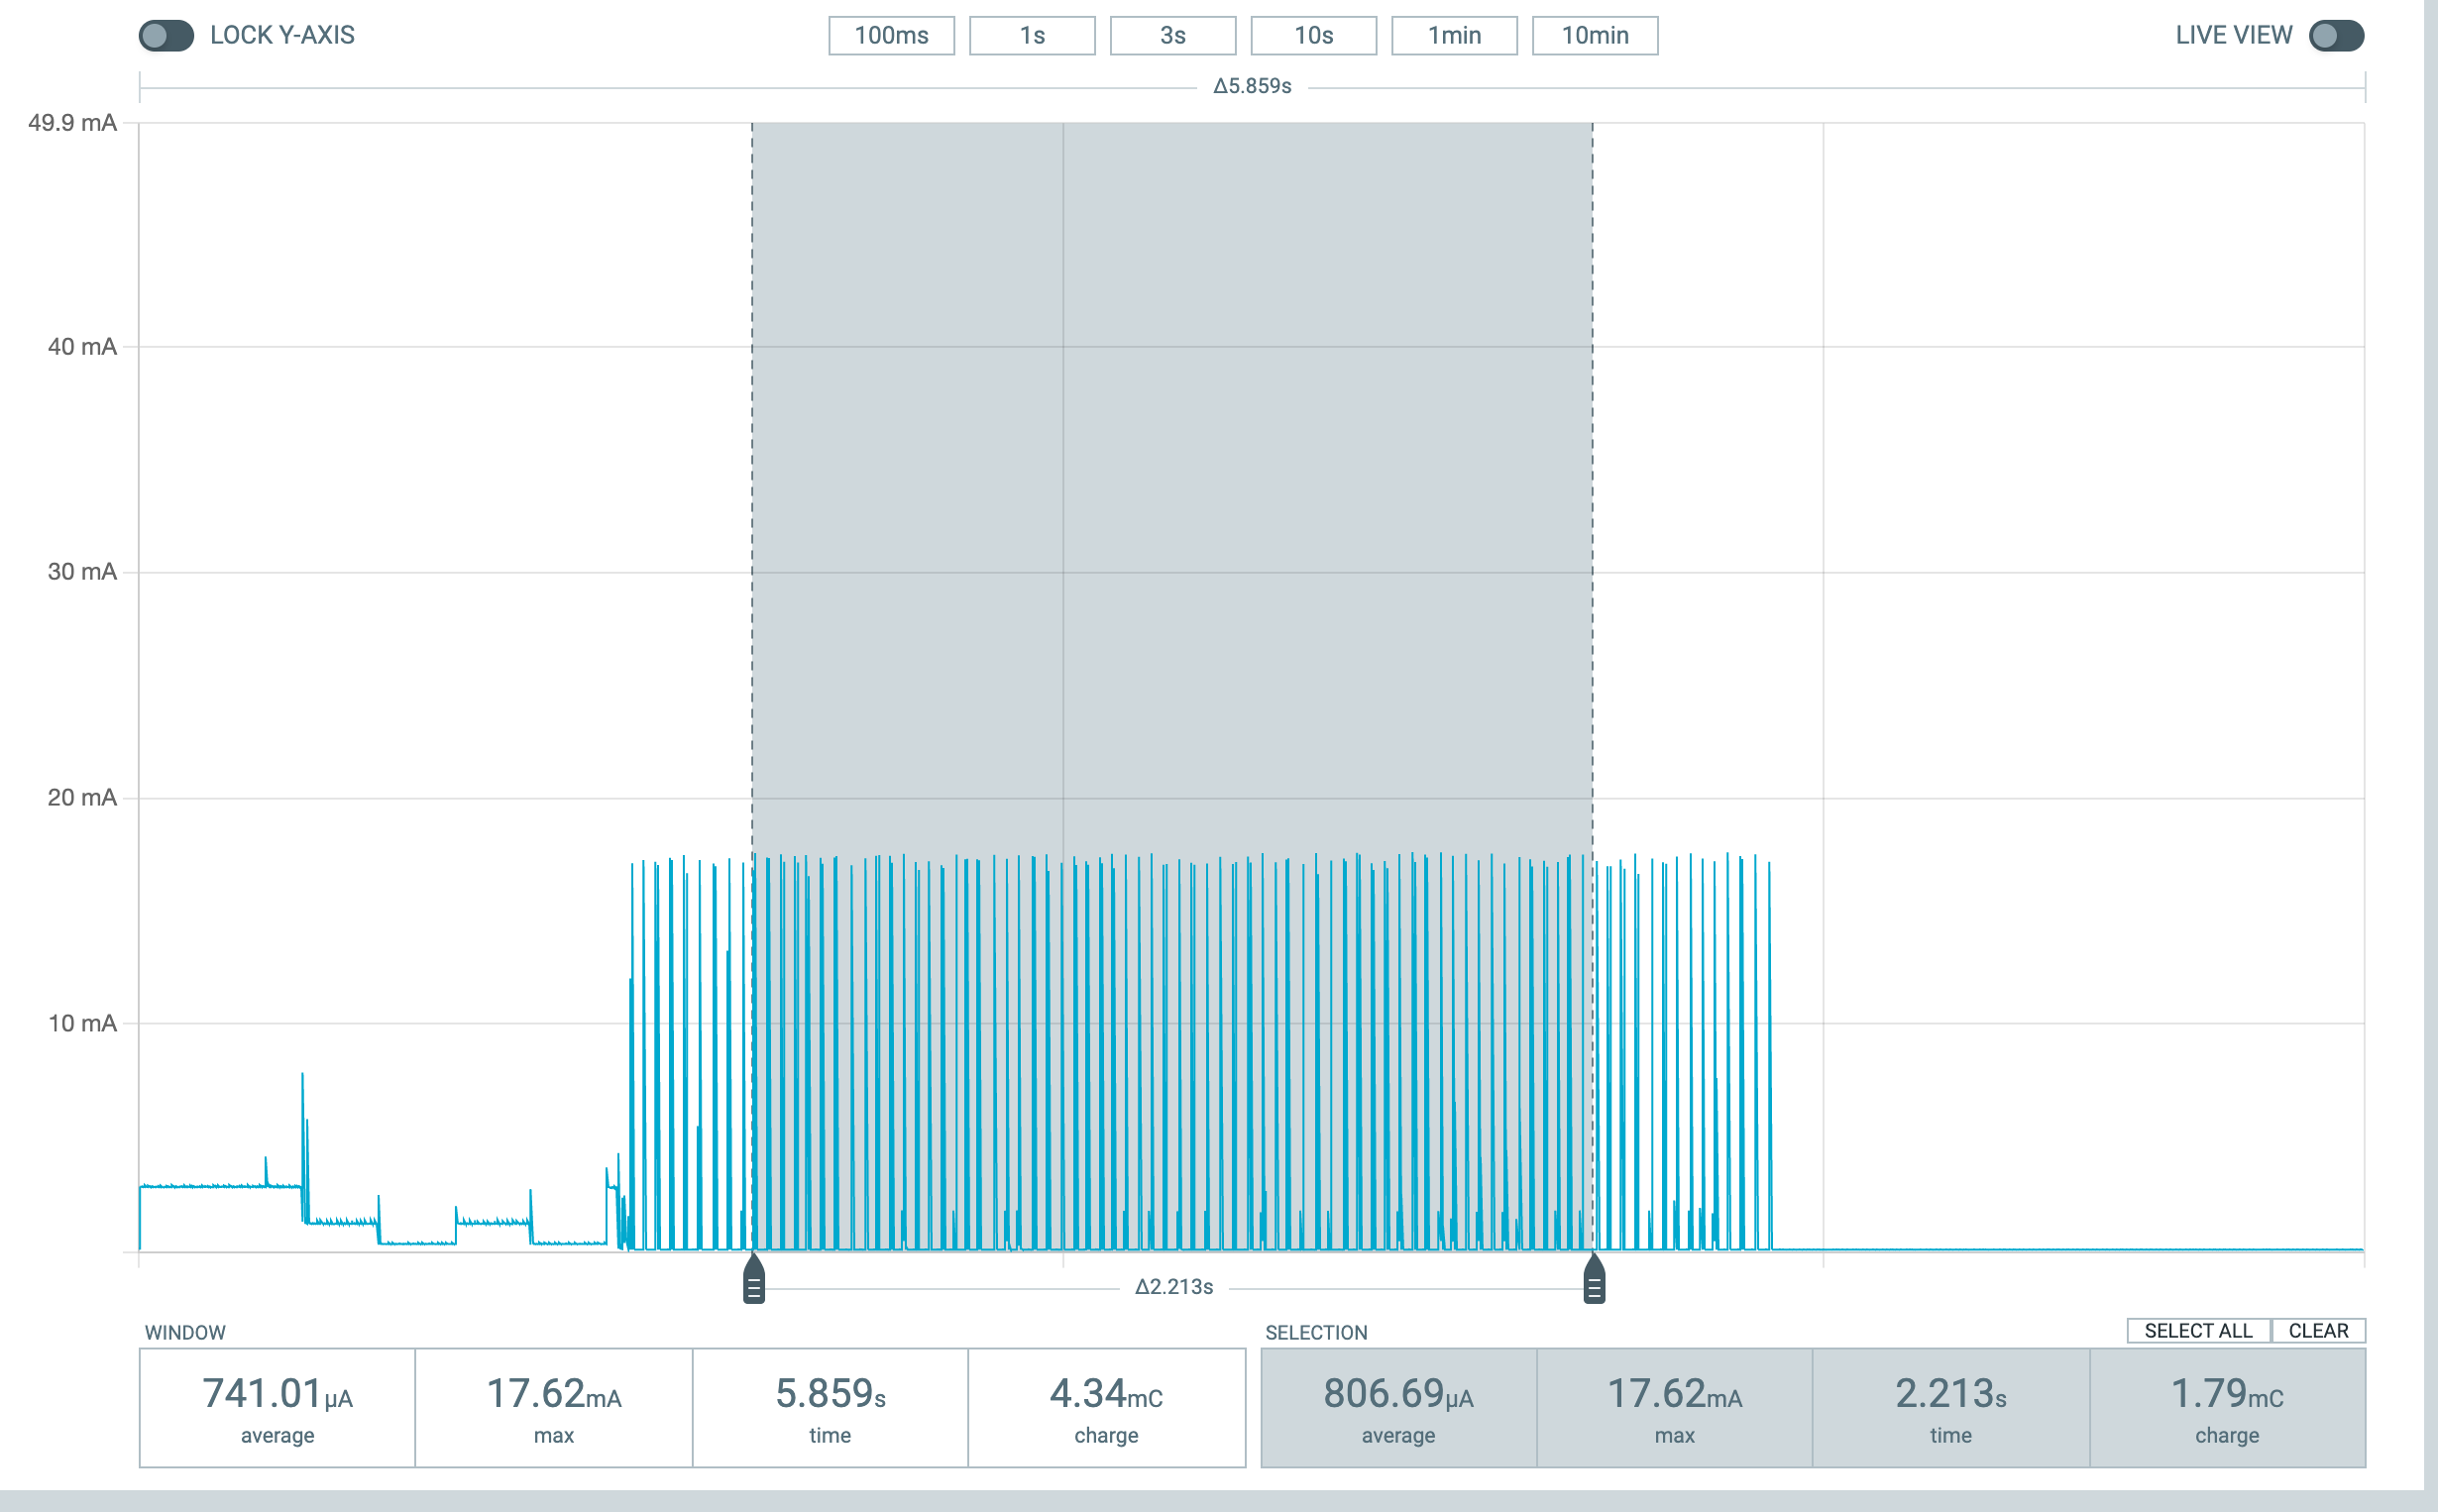 LOCK Y-AXIS 100ms 1s 3s 10s 1min 10min LIVE VIEW
Δ5.859s
49.9 mA
40 mA
30 mA
20 mA
10 mA
Δ2.213s
WINDOW SELECTION SELECT ALL CLEAR
741.01μA 17.62mA 5.859s 4.34mC 806.69μA 17.62mA 2.213s 1.79mC
average max time charge average max time charge